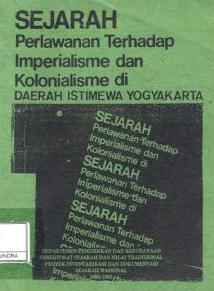 SEJARAH
Perlawanan Terhadap
Imperialisme dan
Kolonialisme di
DAERAH ISTIMEWA YOGYAKARTA
SEJARAH
Perlawanan Terhadap
Imperialisme dan
Kolonialisme di
SEJARAH
Perlawanan Terhadap
Imperialisme dan
Kolonialisme di
SEJARAH
Perlawanan Terhadap
Imperialisme dan
Kolonialisme di
DEPARTEMEN PENDIDIKAN DAN KEBUDAYAAN
DIREKTORAT SEJARAH DAN NILAI TRADISIONAL
PROYEK INVENTARISASI DAN DOKUMENTASI
SEJARAH NASIONAL